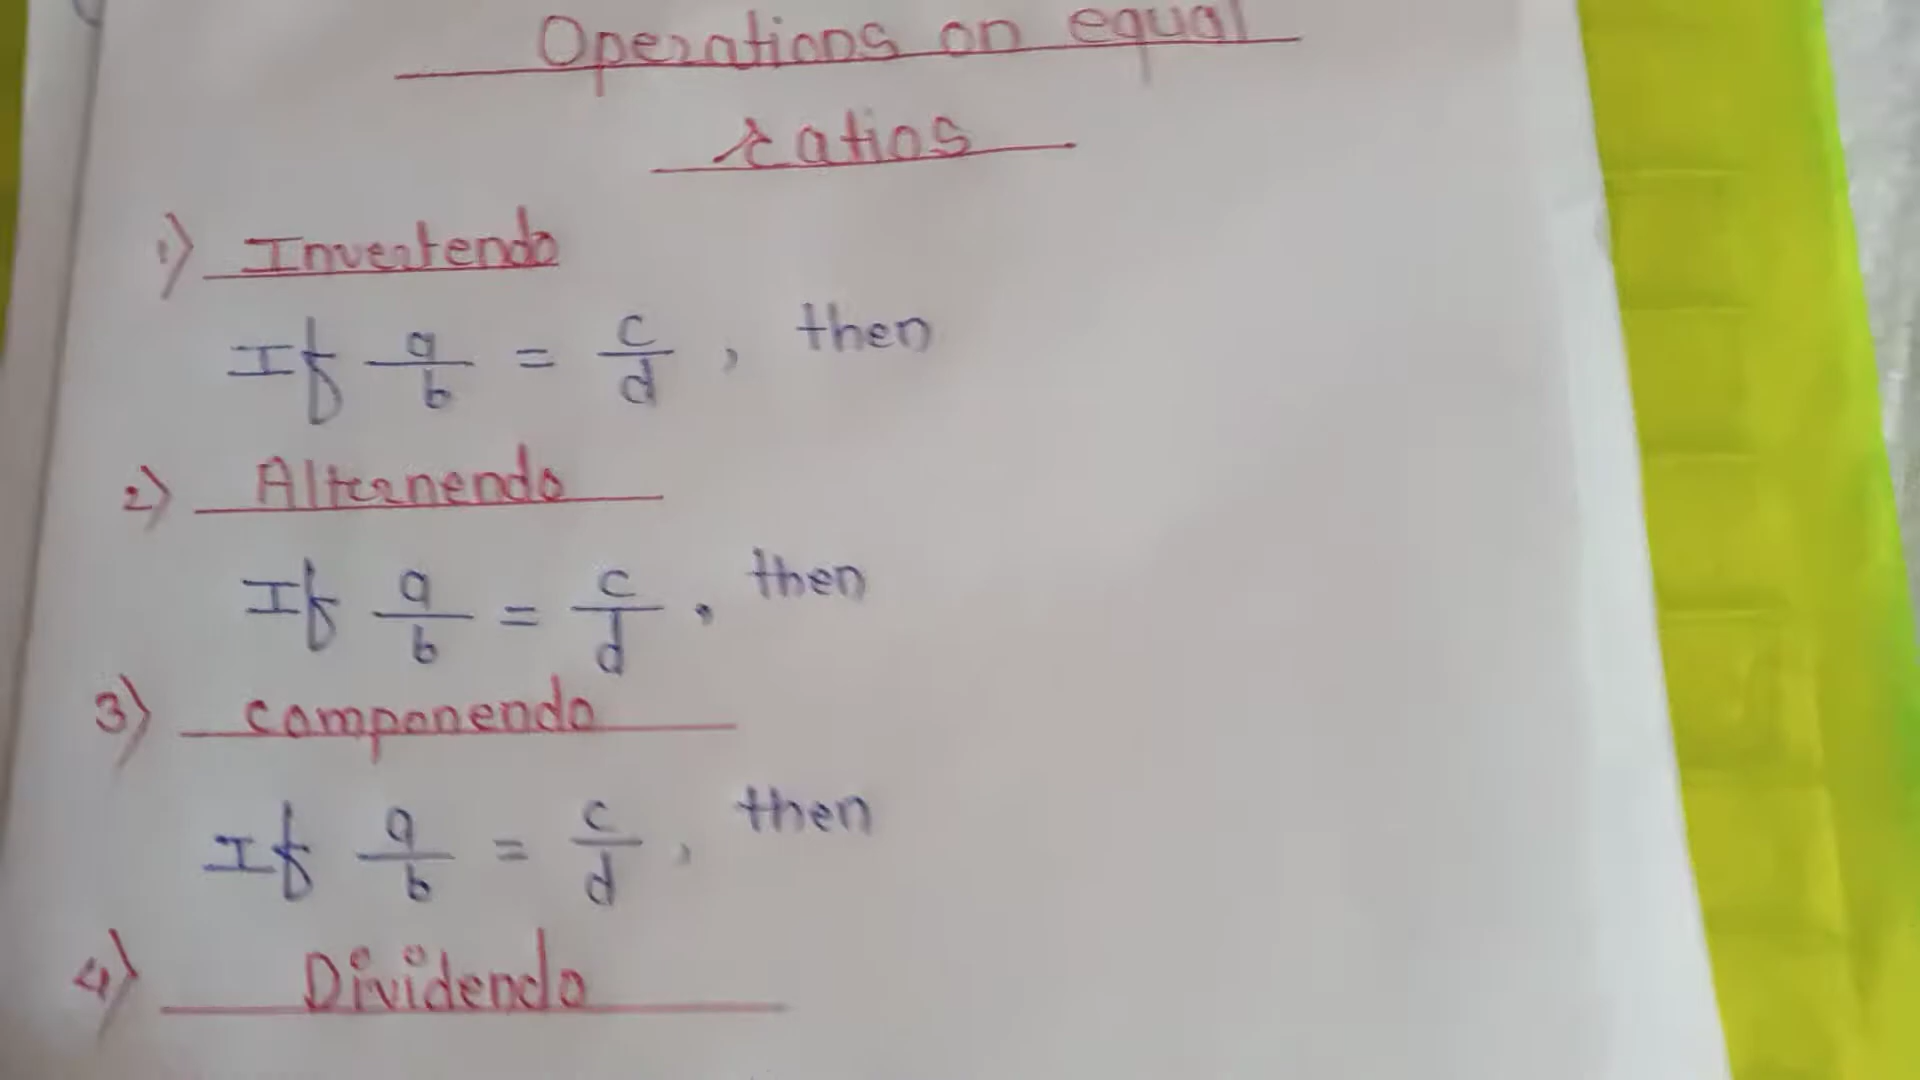 Operations on equal
ratios
1) Invertendo
If a/b = c/d, then
2) Alternendo
If a/b = c/d, then
3) componendo
If a/b = c/d, then
4) Dividendo